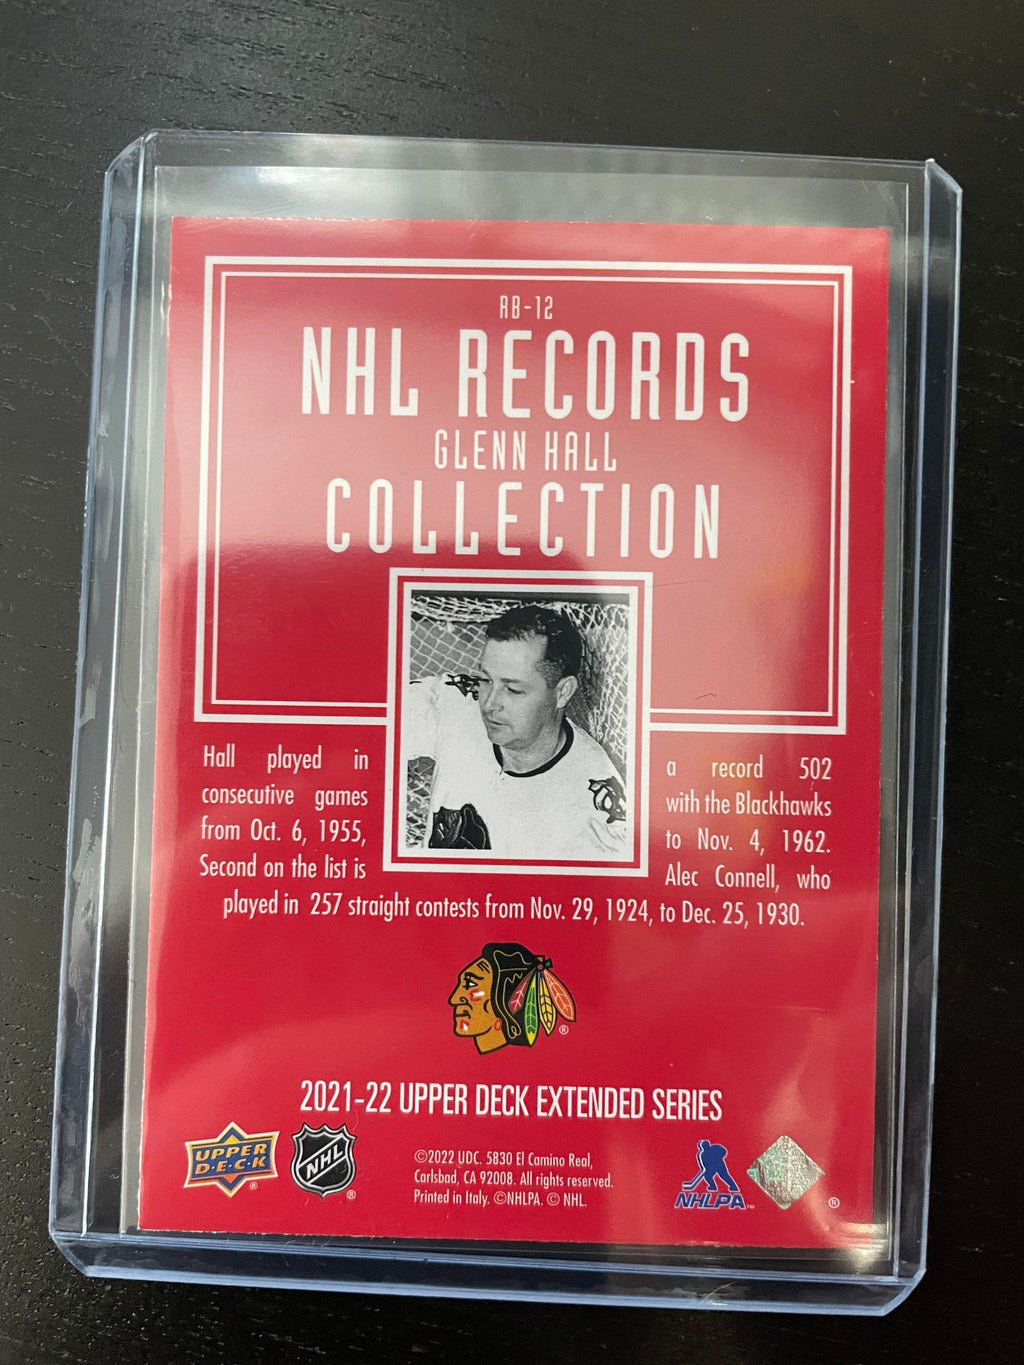 RB-12
NHL RECORDS
GLENN HALL
COLLECTION
Hall played in a record 502
consecutive games with the Blackhawks
from Oct. 6, 1955, to Nov. 4, 1962.
Second on the list is Alec Connell, who
played in 257 straight contests from Nov. 29, 1924, to Dec. 25, 1930.
2021-22 UPPER DECK EXTENDED SERIES
UPPER
D·E·C·K
®
NHL
®
©2022 UDC. 5830 El Camino Real,
Carlsbad, CA 92008. All rights reserved.
Printed in Italy. ©NHLPA. © NHL.
NHLPA™
®
®